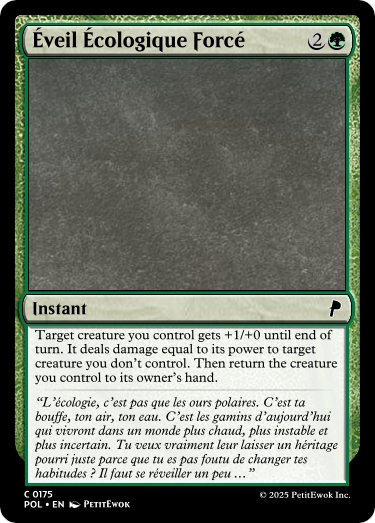 Éveil Écologique Forcé 2
Instant
Target creature you control gets +1/+0 until end of
turn. It deals damage equal to its power to target
creature you don't control. Then return the creature
you control to its owner's hand.
“L'écologie, c'est pas que les ours polaires. C'est ta
bouffe, ton air, ton eau. C'est les gamins d'aujourd'hui
qui vivront dans un monde plus chaud, plus instable et
plus incertain. Tu veux vraiment leur laisser un héritage
pourri juste parce que tu es pas foutu de changer tes
habitudes ? Il faut se réveiller un peu …”
C 0175
POL • EN PetitEwok
© 2025 PetitEwok Inc.